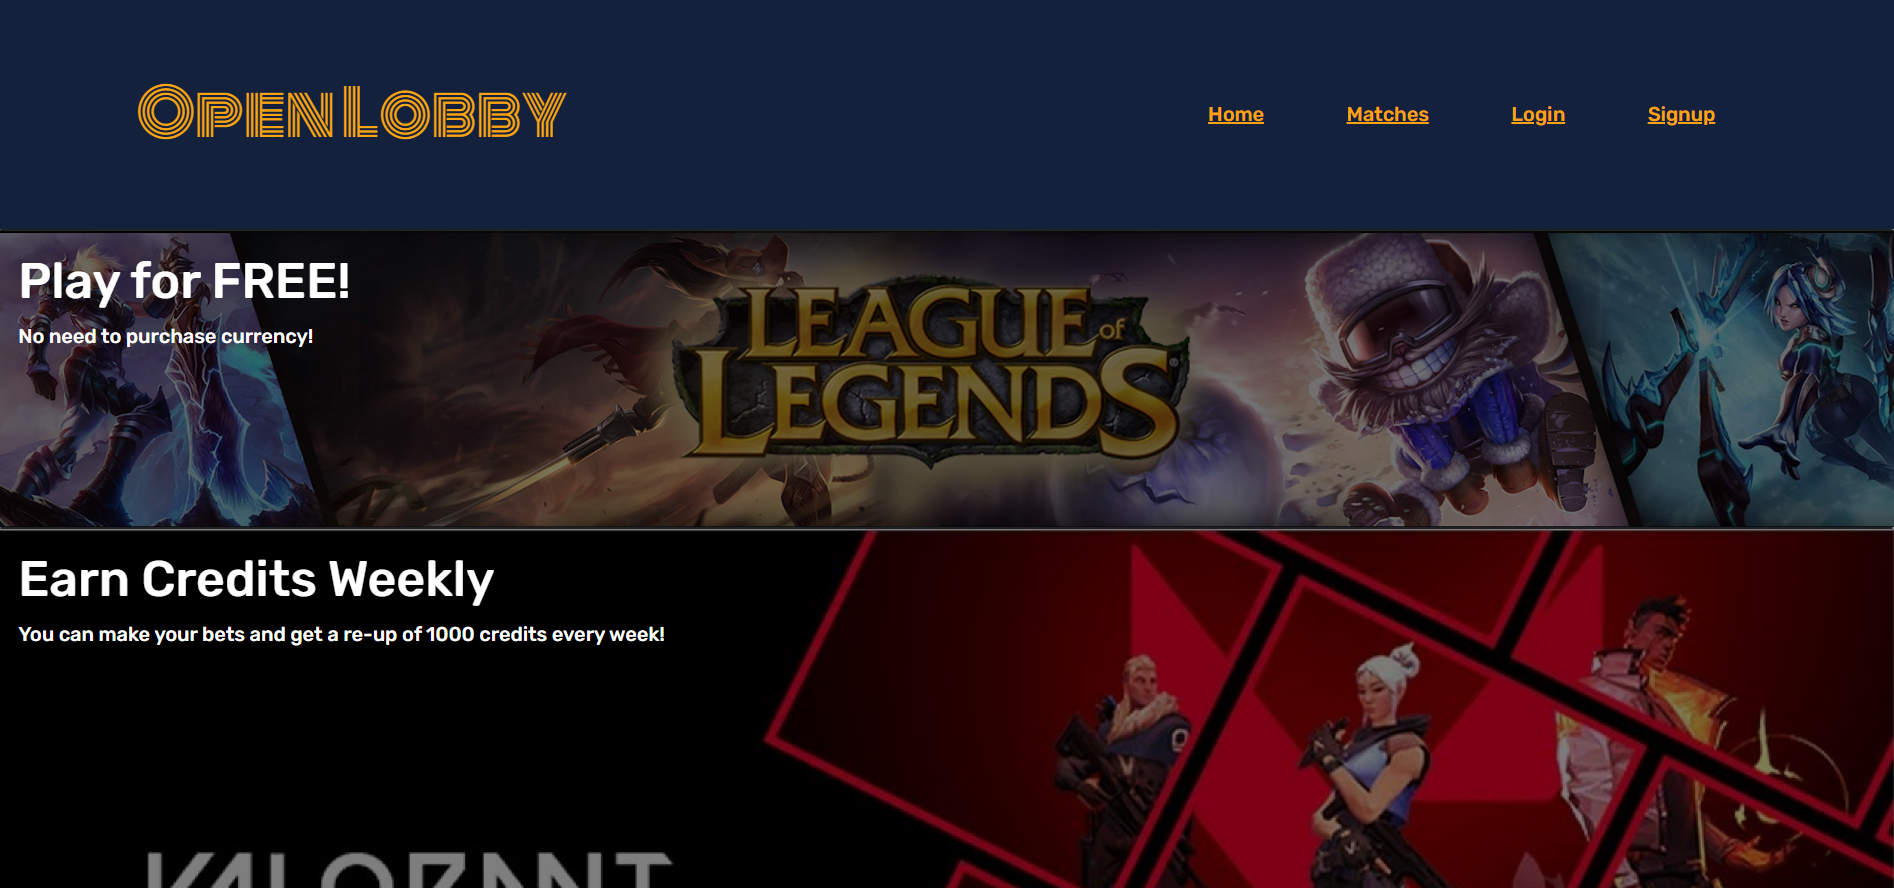 OPEN LOBBY
Home Matches Login Signup
Play for FREE!
No need to purchase currency!
LEAGUE of
LEGENDS
Earn Credits Weekly
You can make your bets and get a re-up of 1000 credits every week!
VALORANT